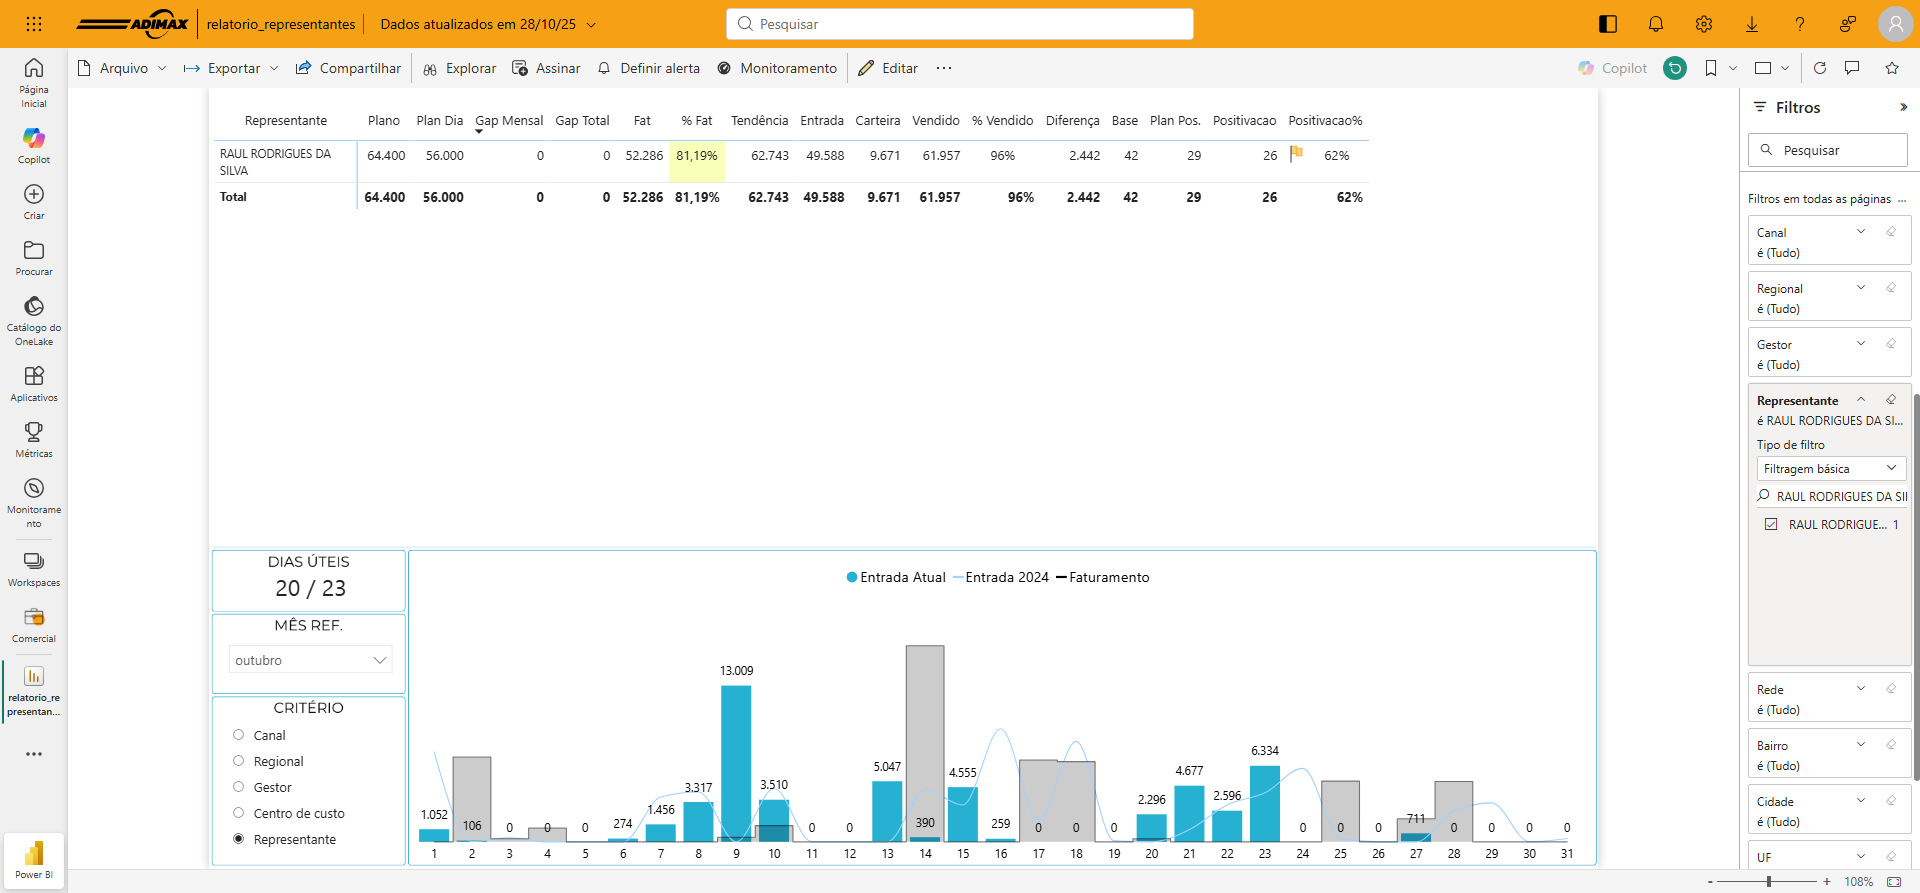 ADIMAX
relatorio_representantes
Dados atualizados em 28/10/25
Pesquisar
Arquivo
Exportar
Compartilhar
Explorar
Assinar
Definir alerta
Monitoramento
Editar
Copilot
Página
Inicial
Copilot
Criar
Procurar
Catálogo do
OneLake
Aplicativos
Métricas
Monitorame
nto
Workspaces
Comercial
relatorio_re
presentan...
Power BI
Representante Plano Plan Dia Gap Mensal Gap Total Fat % Fat Tendência Entrada Carteira Vendido % Vendido Diferença Base Plan Pos. Positivacao Positivacao%
RAUL RODRIGUES DA
SILVA
64.400 56.000 0 0 52.286 81,19% 62.743 49.588 9.671 61.957 96% 2.442 42 29 26 62%
Total 64.400 56.000 0 0 52.286 81,19% 62.743 49.588 9.671 61.957 96% 2.442 42 29 26 62%
DIAS ÚTEIS
20 / 23
MÊS REF.
outubro
CRITÉRIO
Canal
Regional
Gestor
Centro de custo
Representante
Entrada Atual Entrada 2024 Faturamento
1.052 106 0 0 0 274 1.456 3.317 13.009 3.510 0 0 5.047 390 4.555 259 0 0 0 2.296 4.677 2.596 6.334 0 0 0 711 0 0 0 0
1 2 3 4 5 6 7 8 9 10 11 12 13 14 15 16 17 18 19 20 21 22 23 24 25 26 27 28 29 30 31
Filtros
Pesquisar
Filtros em todas as páginas ...
Canal
é (Tudo)
Regional
é (Tudo)
Gestor
é (Tudo)
Representante
é RAUL RODRIGUES DA SI...
Tipo de filtro
Filtragem básica
RAUL RODRIGUES DA SI
RAUL RODRIGUE... 1
Rede
é (Tudo)
Bairro
é (Tudo)
Cidade
é (Tudo)
UF
- + 108%